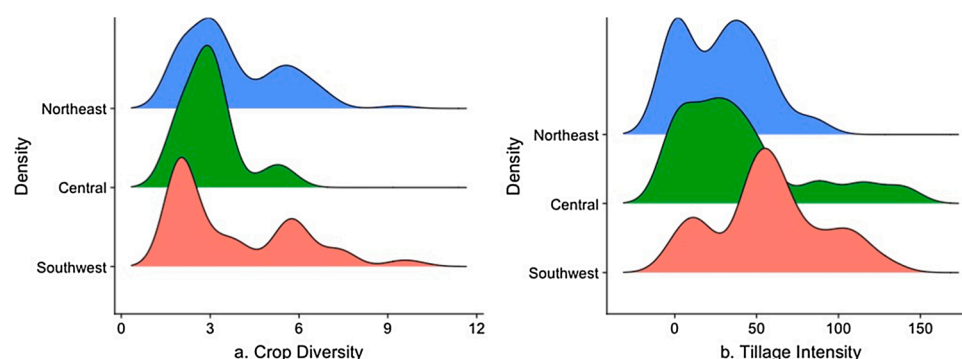 Density
Northeast
Central
Southwest
0 3 6 9 12
a. Crop Diversity
Density
Northeast
Central
Southwest
0 50 100 150
b. Tillage Intensity